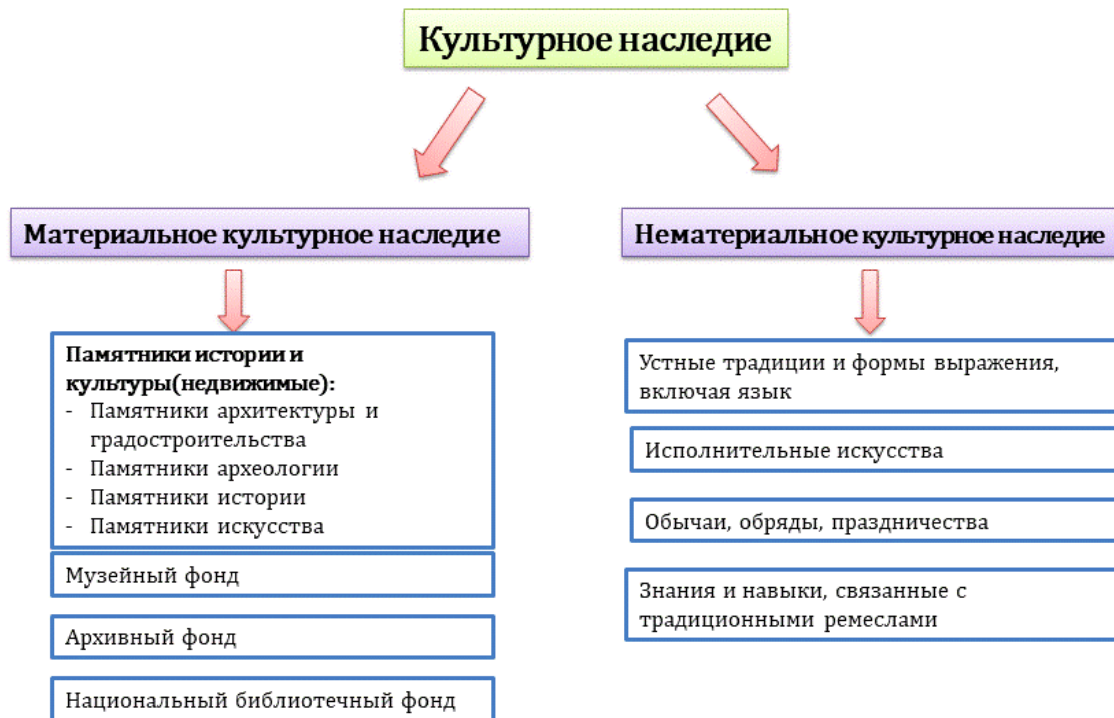 Культурное наследие
Материальное культурное наследие
Памятники истории и
культуры(недвижимые):
- Памятники архитектуры и
градостроительства
- Памятники археологии
- Памятники истории
- Памятники искусства
Музейный фонд
Архивный фонд
Национальный библиотечный фонд
Нематериальное культурное наследие
Устные традиции и формы выражения,
включая язык
Исполнительные искусства
Обычаи, обряды, праздничества
Знания и навыки, связанные с
традиционными ремеслами